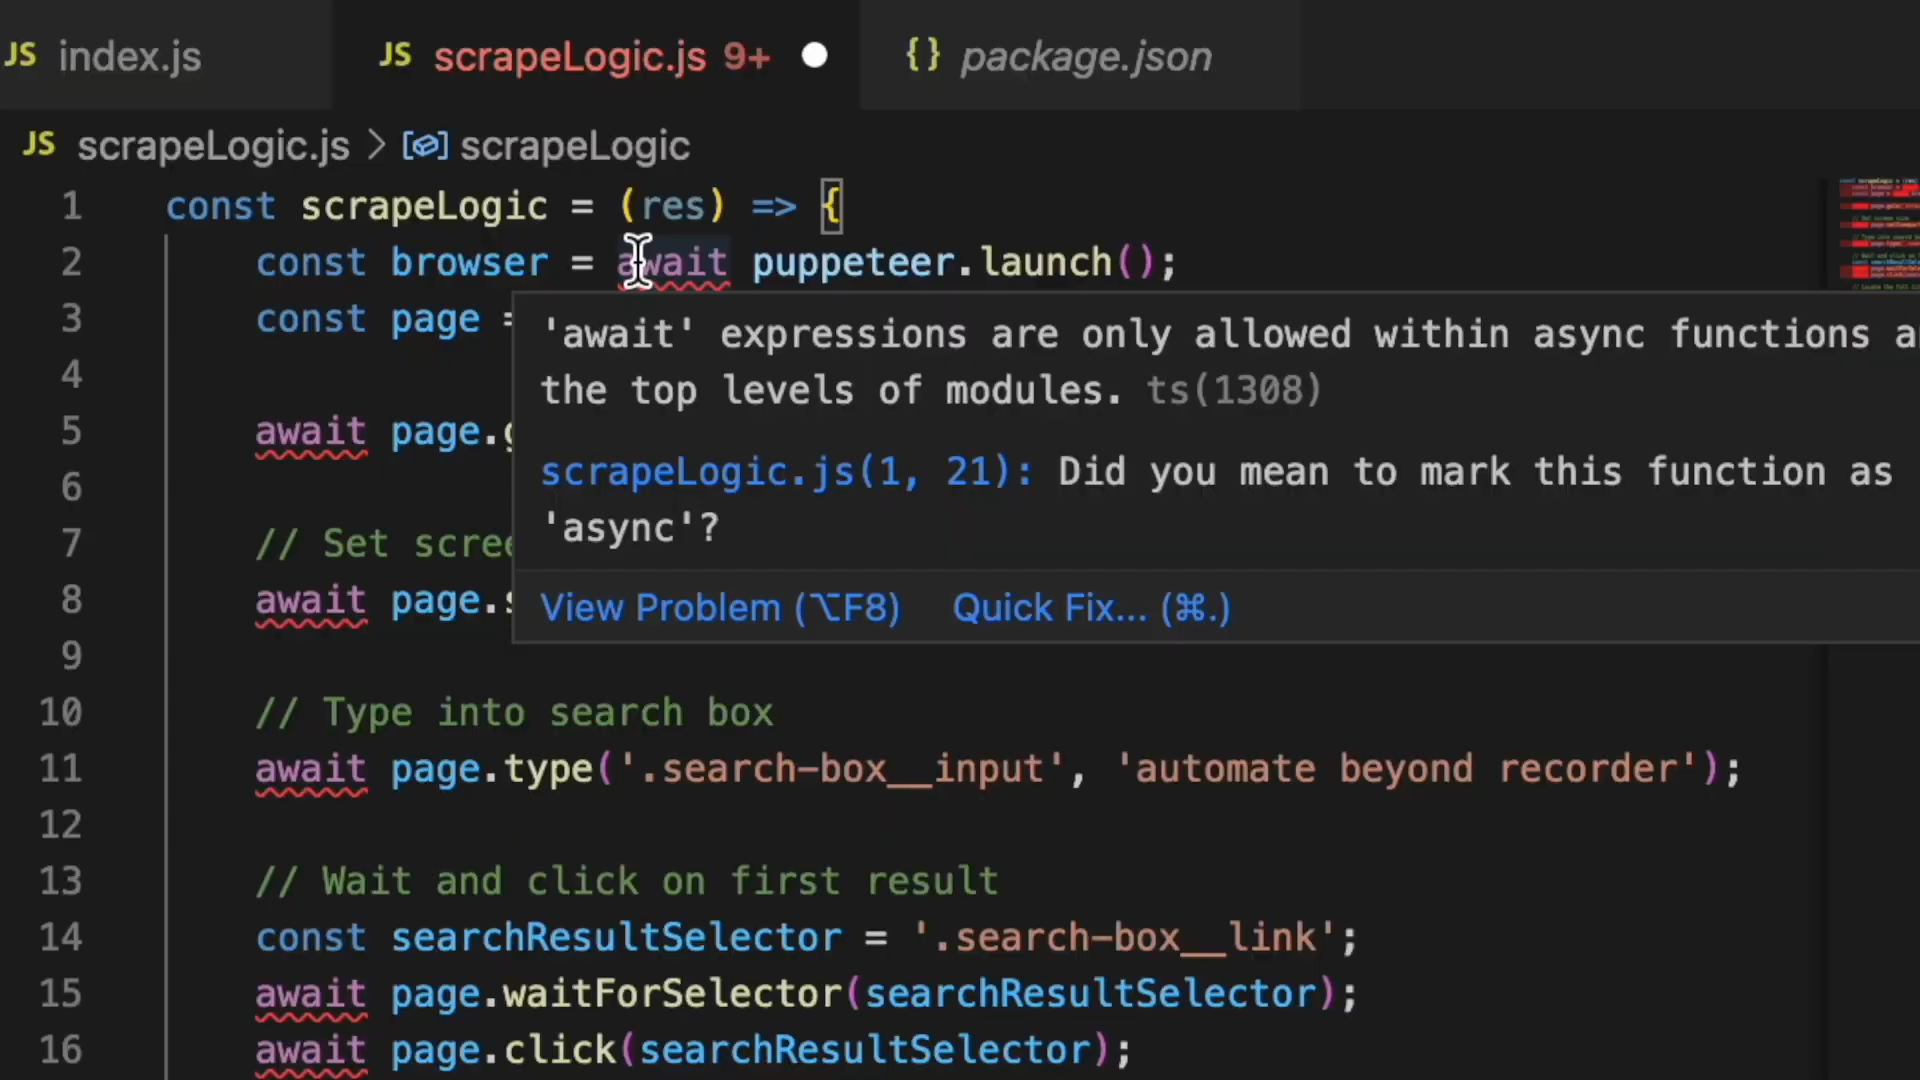 JS index.js JS scrapeLogic.js 9+ {} package.json
JS scrapeLogic.js > scrapeLogic
1 const scrapeLogic = (res) => {
2 const browser = await puppeteer.launch();
3 const page =
'await' expressions are only allowed within async functions
the top levels of modules. ts(1308)
4
5 await page.g
scrapeLogic.js(1, 21): Did you mean to mark this function as
6
'async'?
7 // Set scree
8 await page.s
View Problem (⌥F8) Quick Fix... (⌘.)
9
10 // Type into search box
11 await page.type('.search-box__input', 'automate beyond recorder');
12
13 // Wait and click on first result
14 const searchResultSelector = '.search-box__link';
15 await page.waitForSelector(searchResultSelector);
16 await page.click(searchResultSelector);